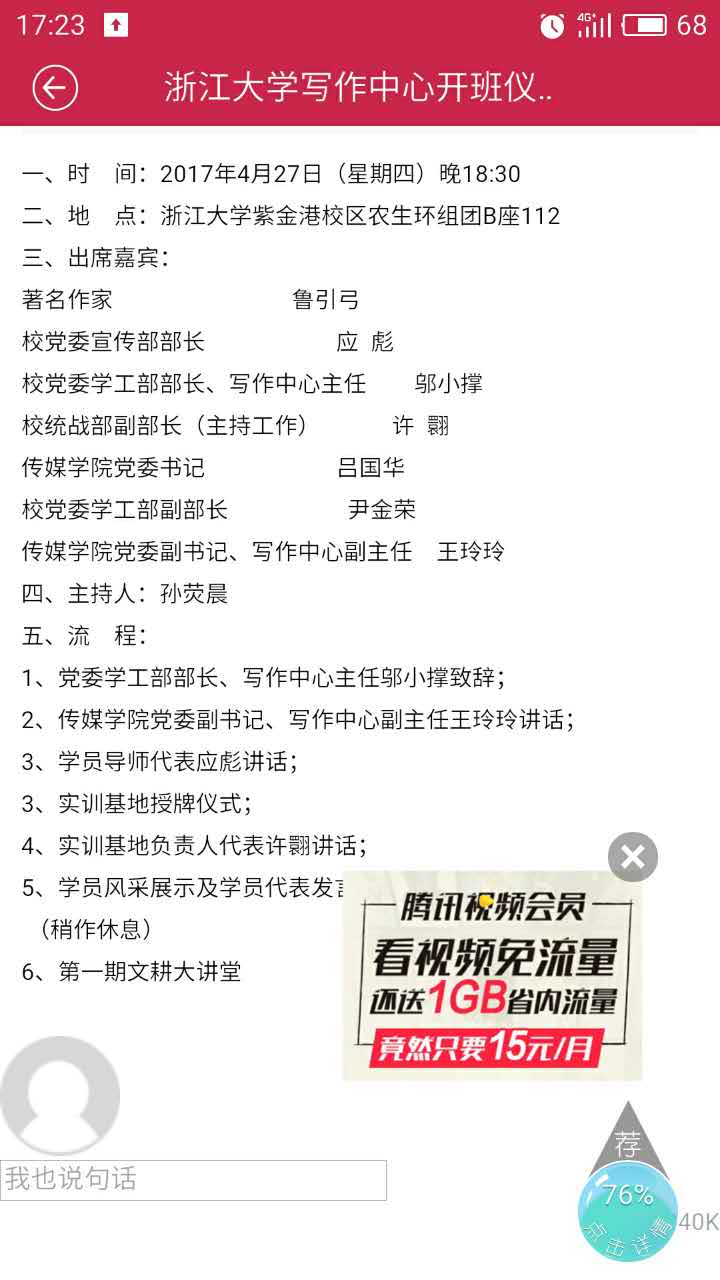 17:23
4G+
68
浙江大学写作中心开班仪..
一、时 间：2017年4月27日（星期四）晚18:30
二、地 点：浙江大学紫金港校区农生环组团B座112
三、出席嘉宾：
著名作家 鲁引弓
校党委宣传部部长 应 彪
校党委学工部部长、写作中心主任 邬小撑
校统战部副部长（主持工作） 许 翾
传媒学院党委书记 吕国华
校党委学工部副部长 尹金荣
传媒学院党委副书记、写作中心副主任 王玲玲
四、主持人：孙荧晨
五、流 程：
1、党委学工部部长、写作中心主任邬小撑致辞；
2、传媒学院党委副书记、写作中心副主任王玲玲讲话；
3、学员导师代表应彪讲话；
3、实训基地授牌仪式；
4、实训基地负责人代表许翾讲话；
5、学员风采展示及学员代表发
（稍作休息）
6、第一期文耕大讲堂
腾讯视频会员
看视频免流量
还送1GB省内流量
竟然只要15元/月
我也说句话
荐
76%
点击详情
40K